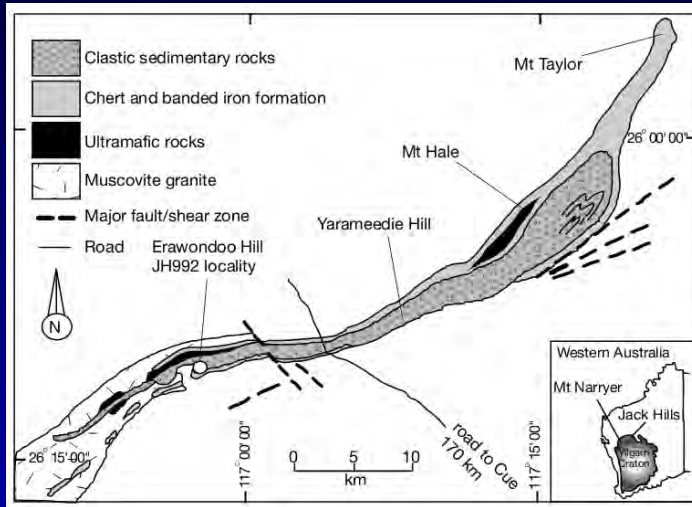 Clastic sedimentary rocks
Chert and banded iron formation
Ultramafic rocks
Muscovite granite
Major fault/shear zone
Road
Erawondoo Hill
JH992 locality
N
Mt Taylor
26° 00' 00"
Mt Hale
Yarameedie Hill
26° 15' 00"
117° 00' 00"
0 5 10
km
road to Cue
170 km
117° 15' 00"
Western Australia
Mt Narryer
Jack Hills
Yilgarn
Craton